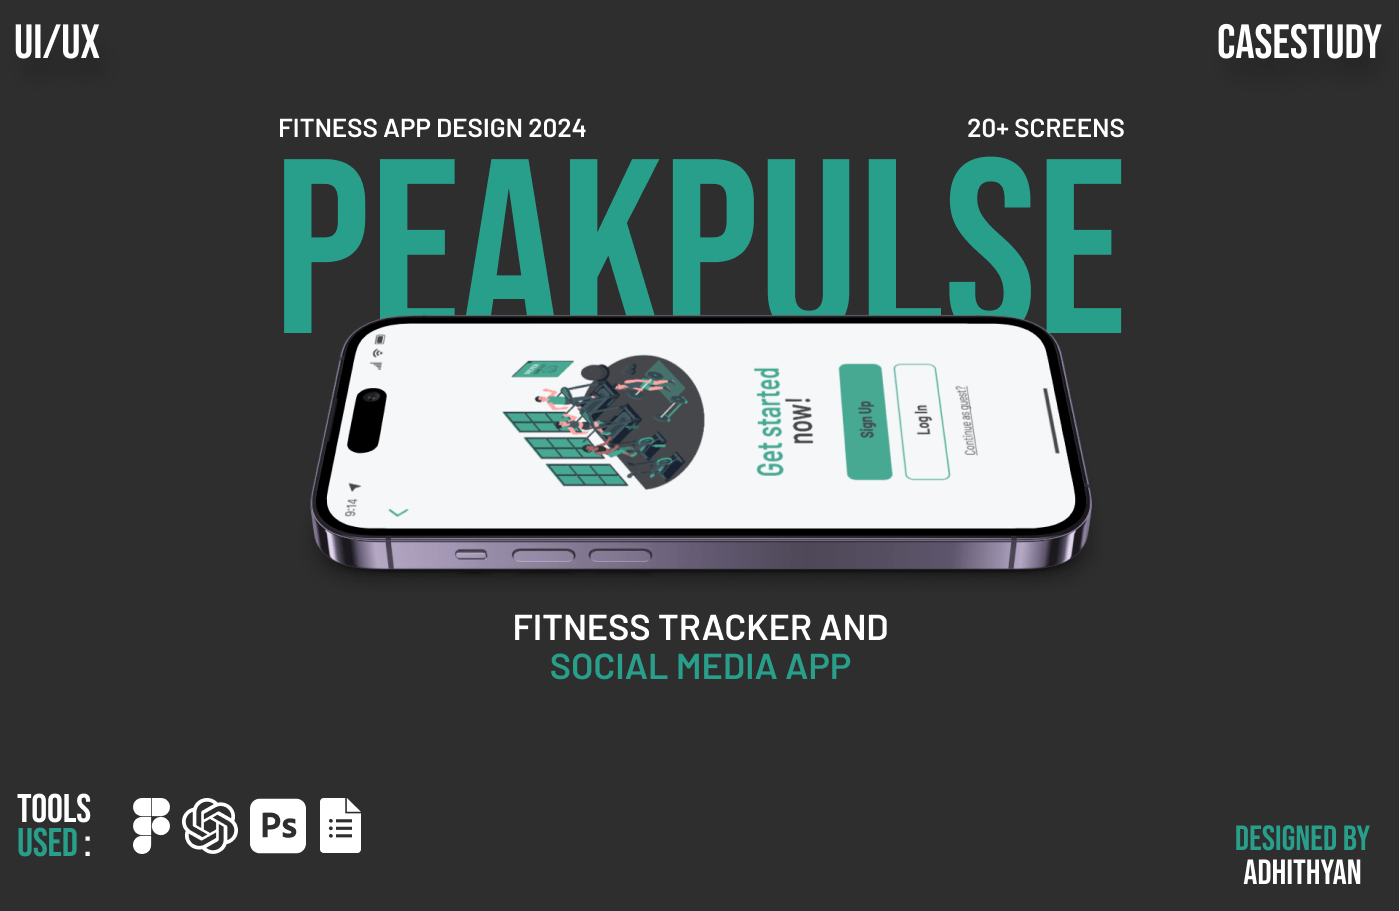 UI/UX
CASESTUDY
FITNESS APP DESIGN 2024
20+ SCREENS
PEAKPULSE
9:14
Get started
now!
Sign Up
Log In
Continue as guest?
FITNESS TRACKER AND
SOCIAL MEDIA APP
TOOLS
USED :
Ps
DESIGNED BY
ADHITHYAN